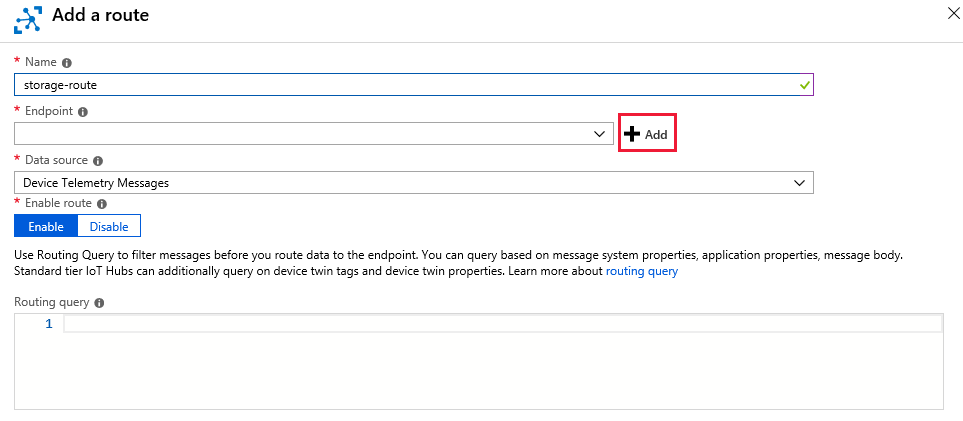 Add a route
* Name
storage-route
* Endpoint
Add
* Data source
Device Telemetry Messages
* Enable route
Enable Disable
Use Routing Query to filter messages before you route data to the endpoint. You can query based on message system properties, application properties, message body.
Standard tier IoT Hubs can additionally query on device twin tags and device twin properties. Learn more about routing query
Routing query
1